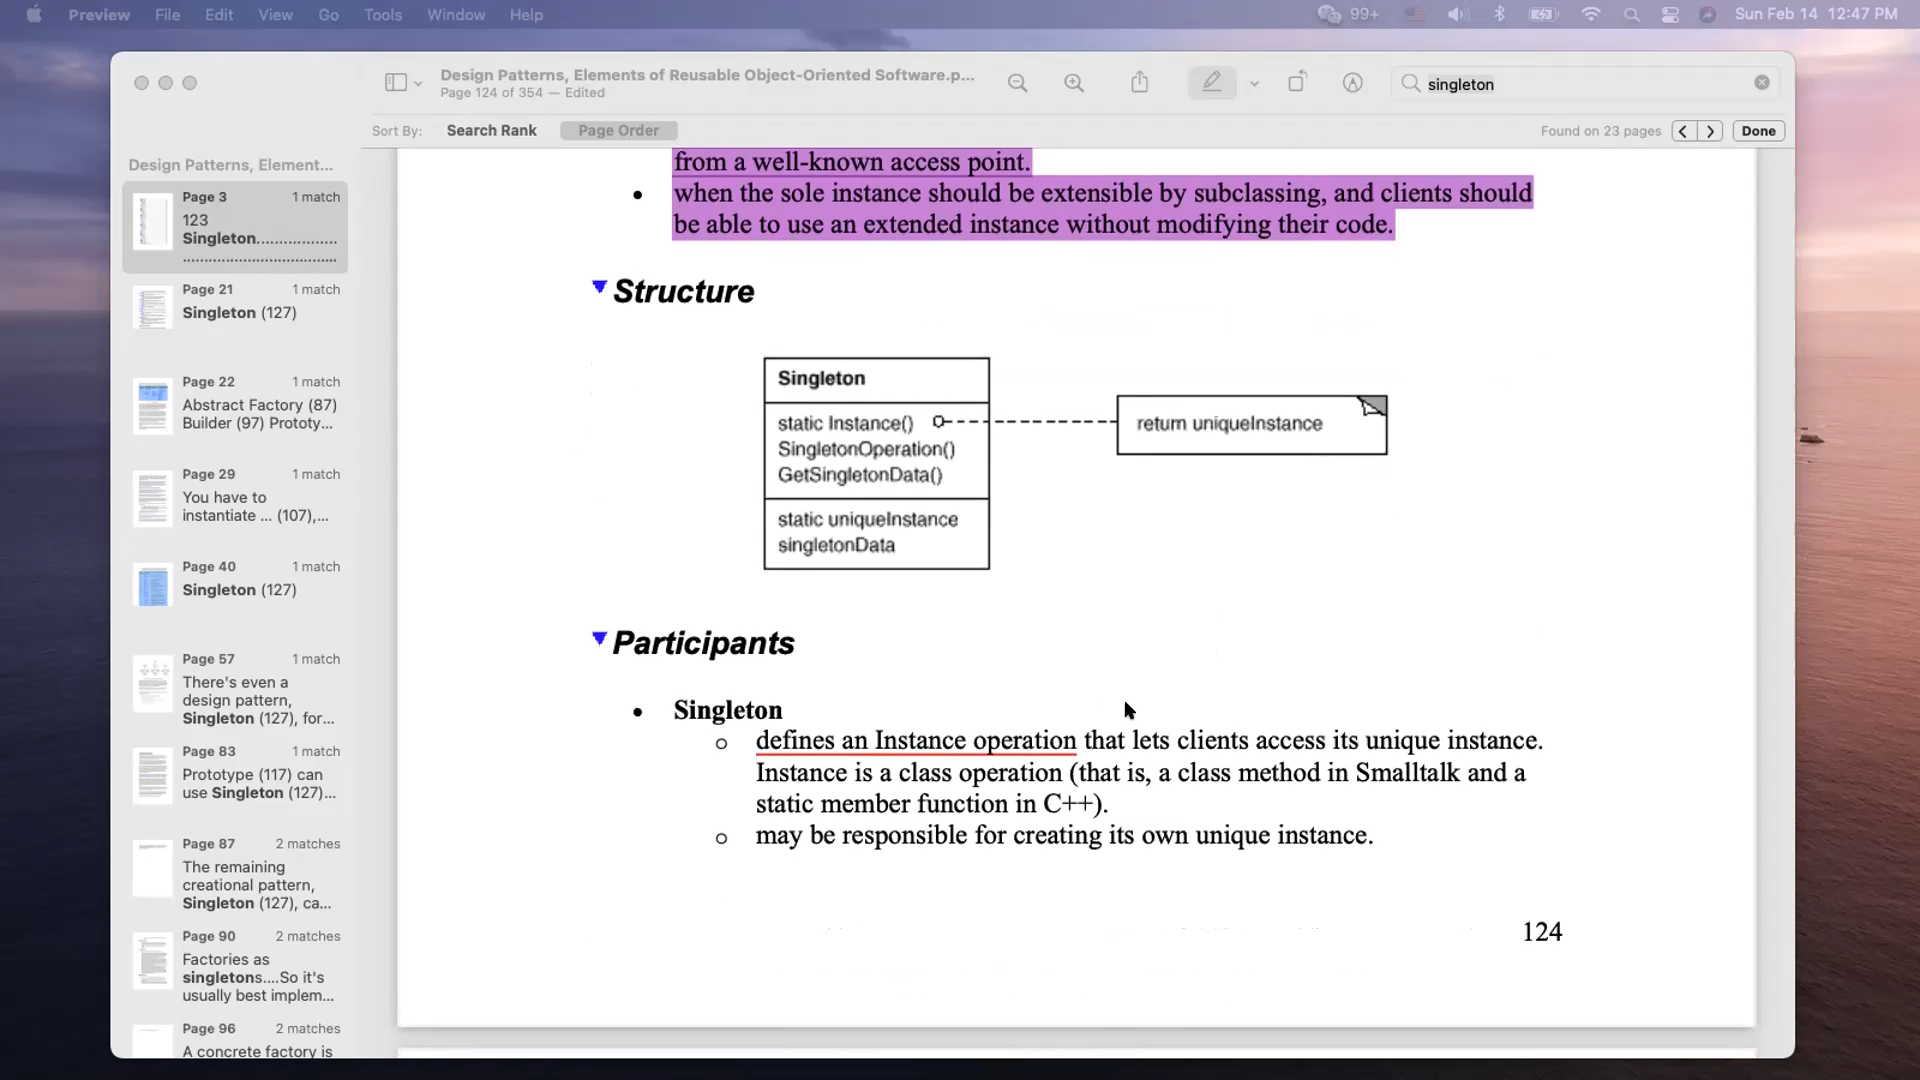 Preview File Edit View Go Tools Window Help 99+ Sun Feb 14 12:47 PM
Design Patterns, Elements of Reusable Object-Oriented Software.p...
Page 124 of 354 — Edited
singleton
Sort By: Search Rank Page Order Found on 23 pages Done
Design Patterns, Element...
Page 3 1 match
123
Singleton..................
....................................
Page 21 1 match
Singleton (127)
Page 22 1 match
Abstract Factory (87)
Builder (97) Prototy...
Page 29 1 match
You have to
instantiate ... (107),...
Page 40 1 match
Singleton (127)
Page 57 1 match
There's even a
design pattern,
Singleton (127), for...
Page 83 1 match
Prototype (117) can
use Singleton (127)...
Page 87 2 matches
The remaining
creational pattern,
Singleton (127), ca...
Page 90 2 matches
Factories as
singletons....So it's
usually best implem...
Page 96 2 matches
A concrete factory is
from a well-known access point.
• when the sole instance should be extensible by subclassing, and clients should
be able to use an extended instance without modifying their code.
Structure
Singleton
static Instance()
SingletonOperation()
GetSingletonData()
static uniqueInstance
singletonData
return uniqueInstance
Participants
• Singleton
o defines an Instance operation that lets clients access its unique instance.
Instance is a class operation (that is, a class method in Smalltalk and a
static member function in C++).
o may be responsible for creating its own unique instance.
124